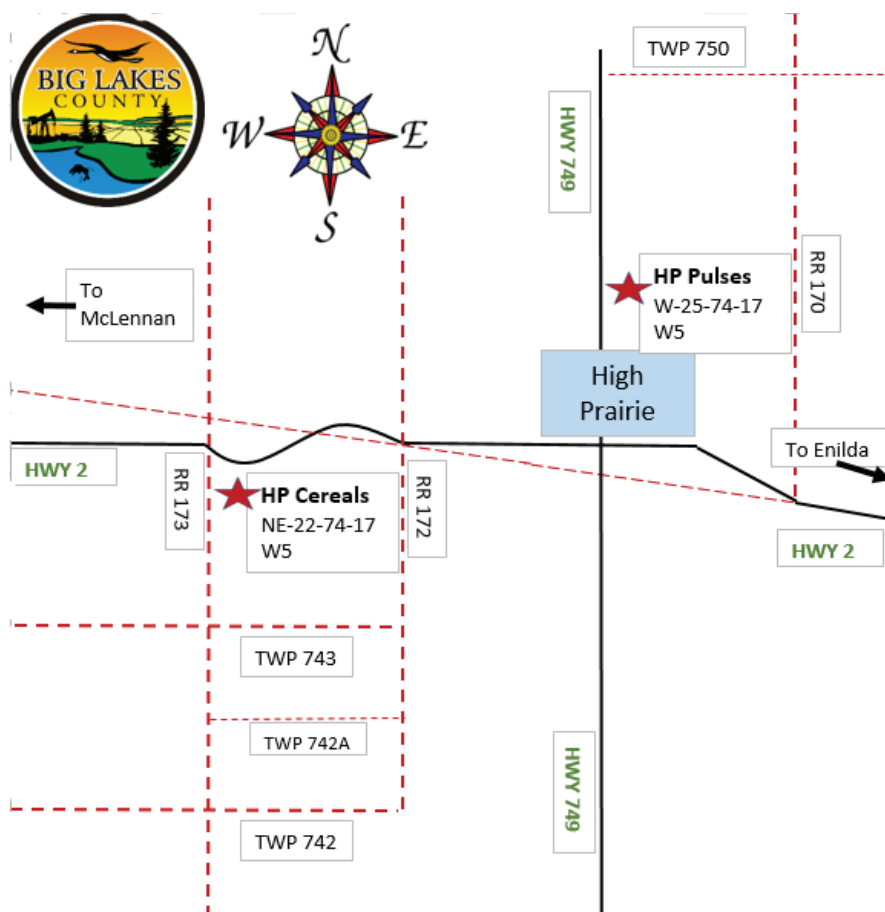 BIG LAKES
COUNTY
N
W
E
S
TWP 750
HWY 749
RR 170
HP Pulses
W-25-74-17
W5
To
McLennan
High
Prairie
To Enilda
HWY 2
RR 173
HP Cereals
NE-22-74-17
W5
RR 172
HWY 2
TWP 743
TWP 742A
HWY 749
TWP 742